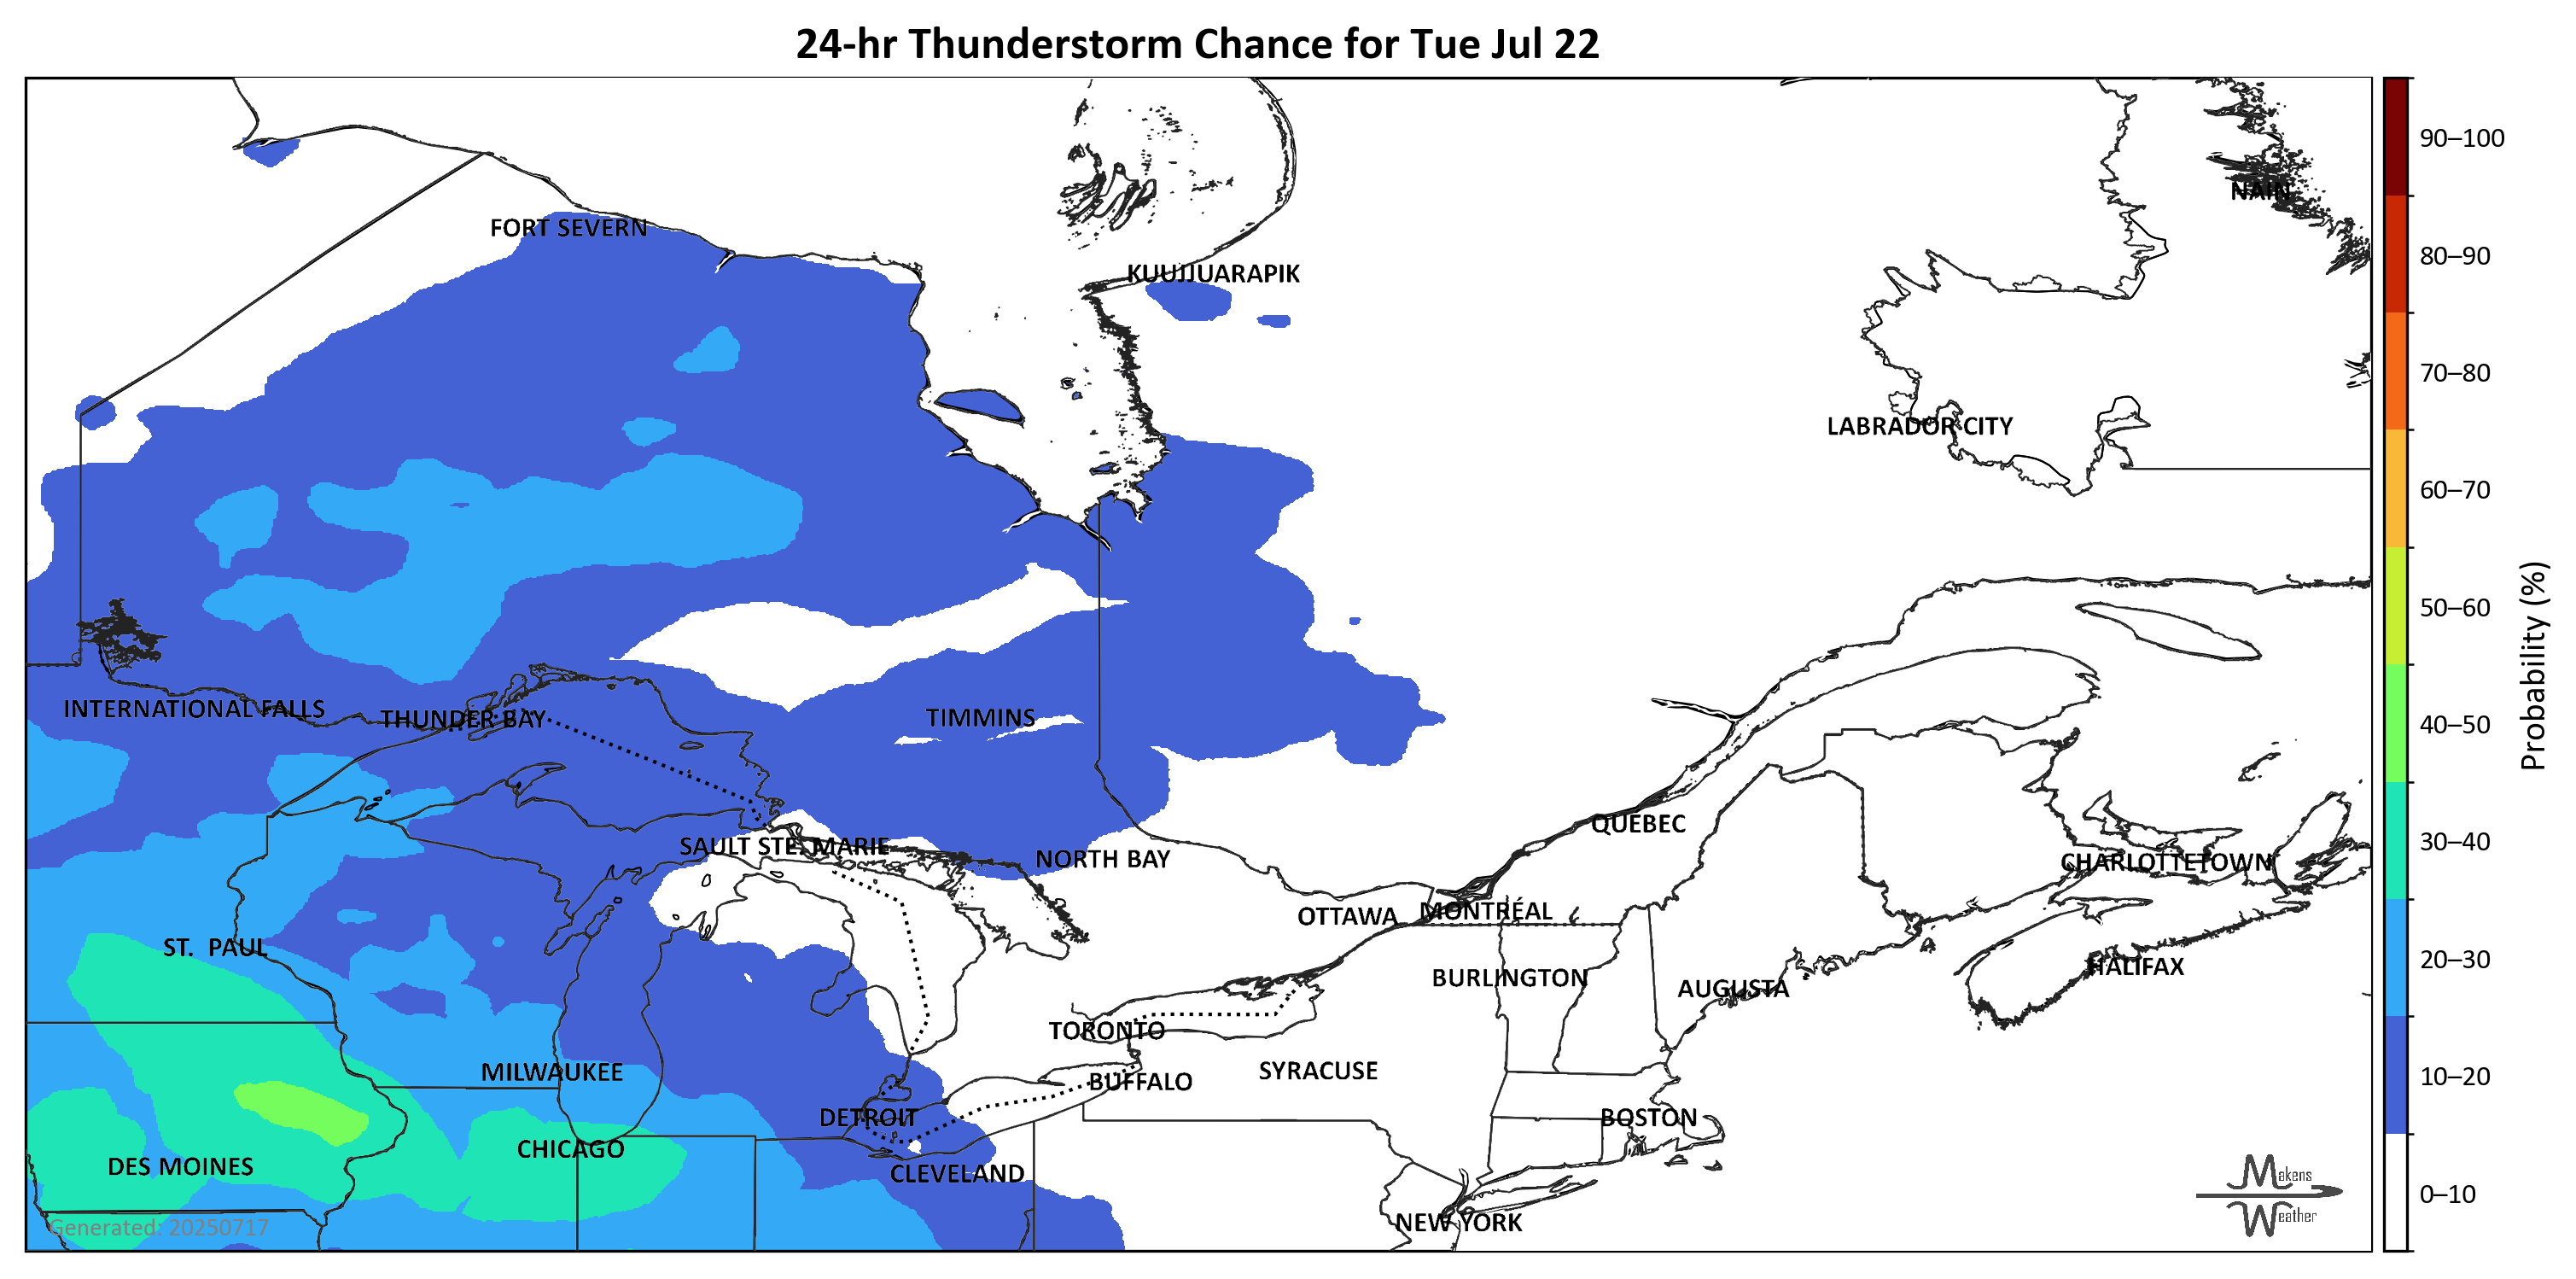 24-hr Thunderstorm Chance for Tue Jul 22
NAIN
FORT SEVERN
KUUJJUARAPIK
LABRADOR CITY
INTERNATIONAL FALLS
THUNDER BAY
TIMMINS
QUEBEC
SAULT STE. MARIE
NORTH BAY
CHARLOTTETOWN
OTTAWA
MONTRÉAL
ST. PAUL
BURLINGTON
AUGUSTA
HALIFAX
TORONTO
MILWAUKEE
SYRACUSE
BUFFALO
DETROIT
BOSTON
CHICAGO
DES MOINES
CLEVELAND
NEW YORK
Generated: 20250717
Makens
Weather
90–100
80–90
70–80
60–70
50–60
40–50
30–40
20–30
10–20
0–10
Probability (%)